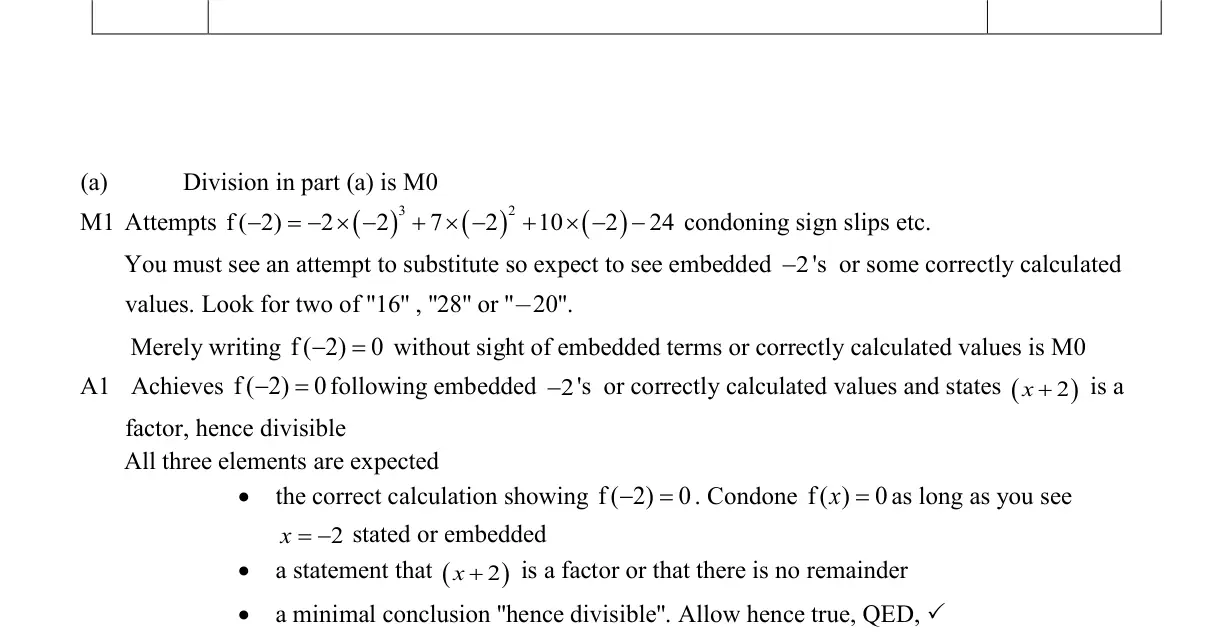 (a) Division in part (a) is M0
M1 Attempts f(−2) = −2×(−2)³ + 7×(−2)² +10×(−2) − 24 condoning sign slips etc.
You must see an attempt to substitute so expect to see embedded −2's or some correctly calculated
values. Look for two of "16" , "28" or "−20".
Merely writing f(−2) = 0 without sight of embedded terms or correctly calculated values is M0
A1 Achieves f(−2) = 0 following embedded −2's or correctly calculated values and states (x + 2) is a
factor, hence divisible
All three elements are expected
• the correct calculation showing f(−2) = 0. Condone f(x) = 0 as long as you see
x = −2 stated or embedded
• a statement that (x + 2) is a factor or that there is no remainder
• a minimal conclusion "hence divisible". Allow hence true, QED, ✓